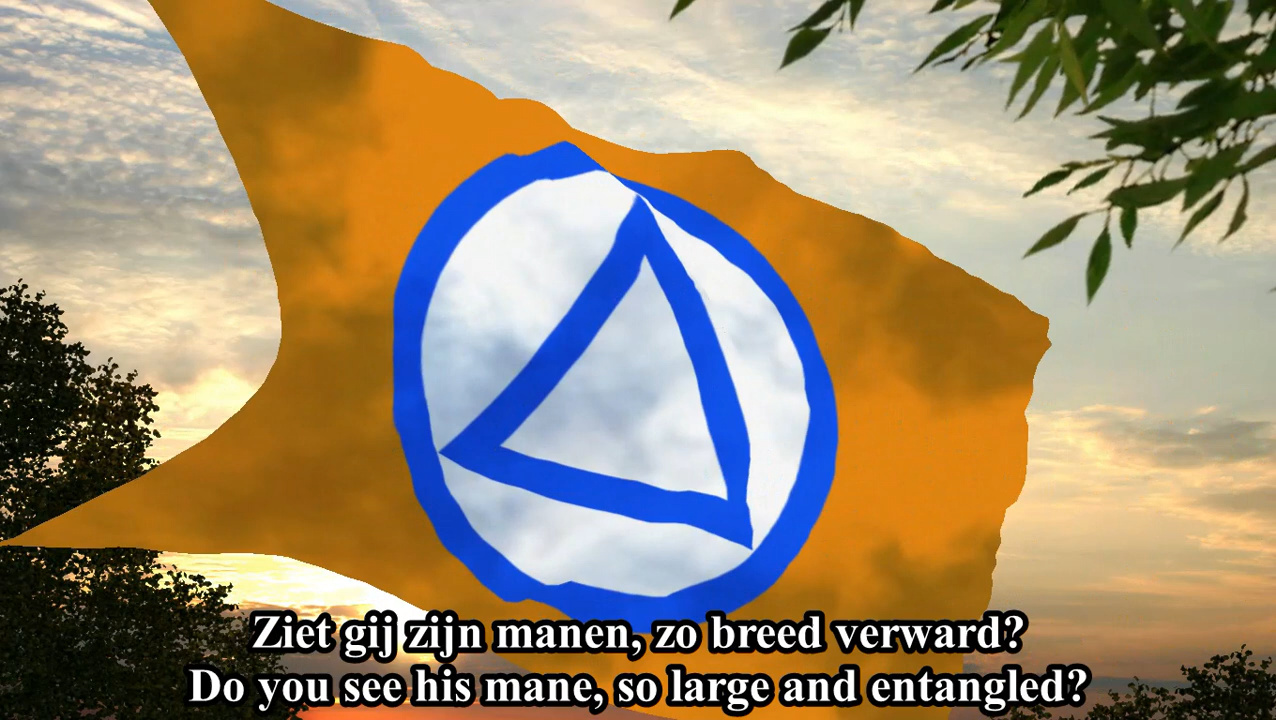 Ziet gij zijn manen, zo breed verward?
Do you see his mane, so large and entangled?